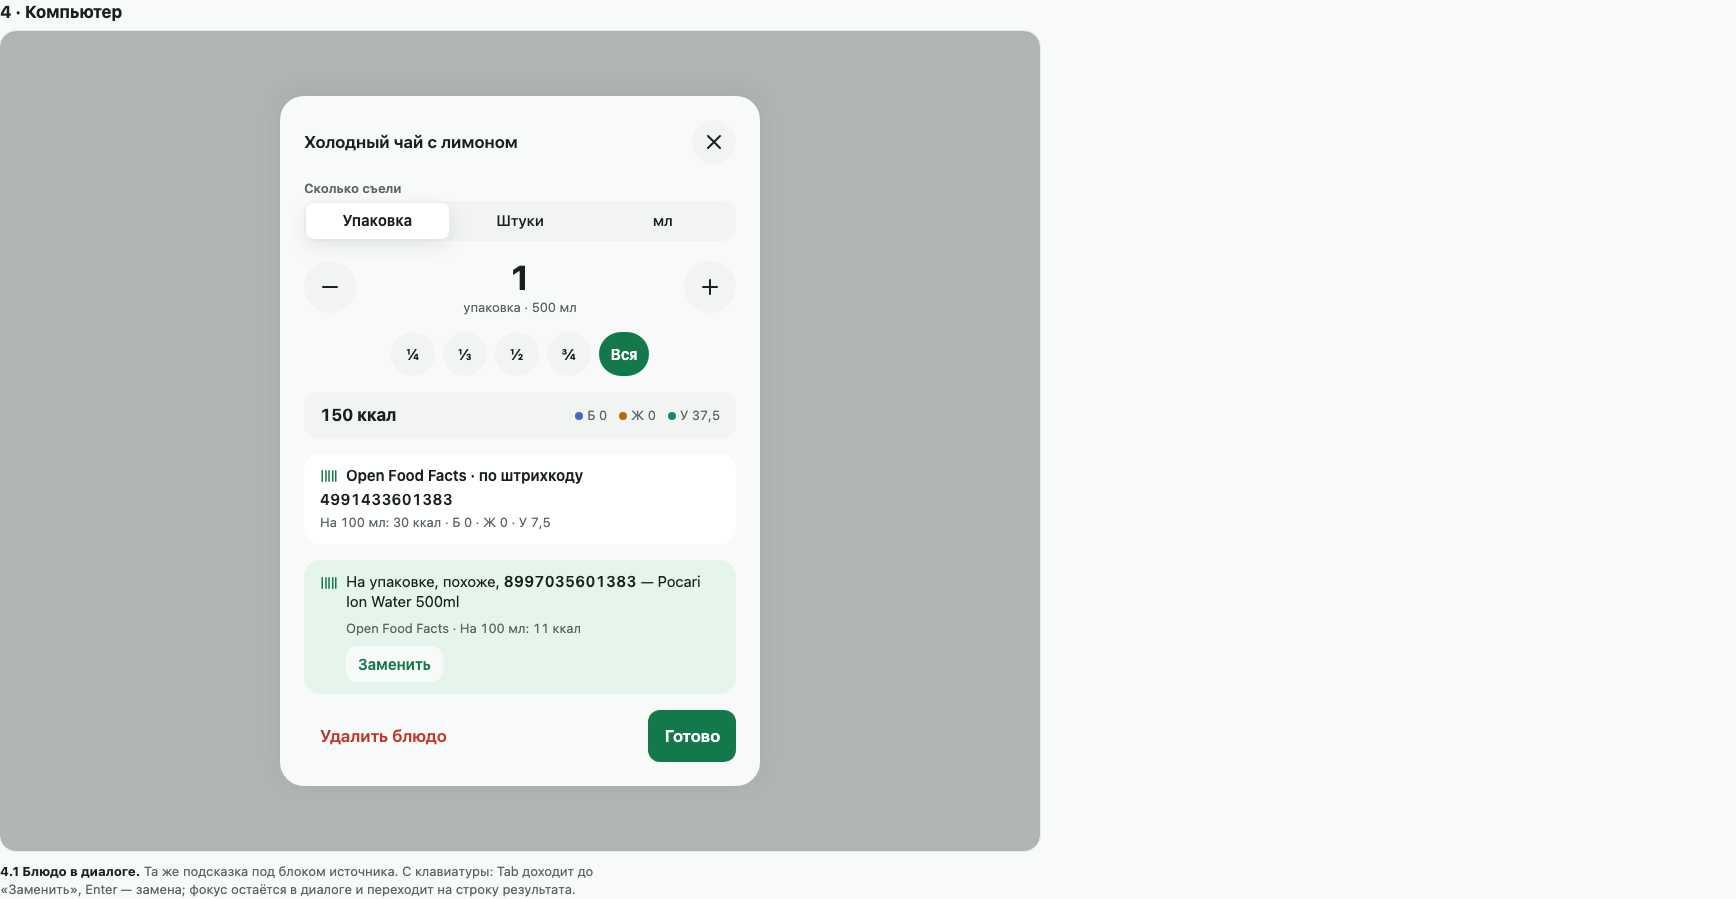 4 · Компьютер
Холодный чай с лимоном
Сколько съели
Упаковка
Штуки
мл
1
упаковка · 500 мл
¼
⅓
½
¾
Вся
150 ккал
Б 0
Ж 0
У 37,5
Open Food Facts · по штрихкоду
4991433601383
На 100 мл: 30 ккал · Б 0 · Ж 0 · У 7,5
На упаковке, похоже, 8997035601383 — Pocari
Ion Water 500ml
Open Food Facts · На 100 мл: 11 ккал
Заменить
Удалить блюдо
Готово
4.1 Блюдо в диалоге. Та же подсказка под блоком источника. С клавиатуры: Tab доходит до
«Заменить», Enter — замена; фокус остаётся в диалоге и переходит на строку результата.